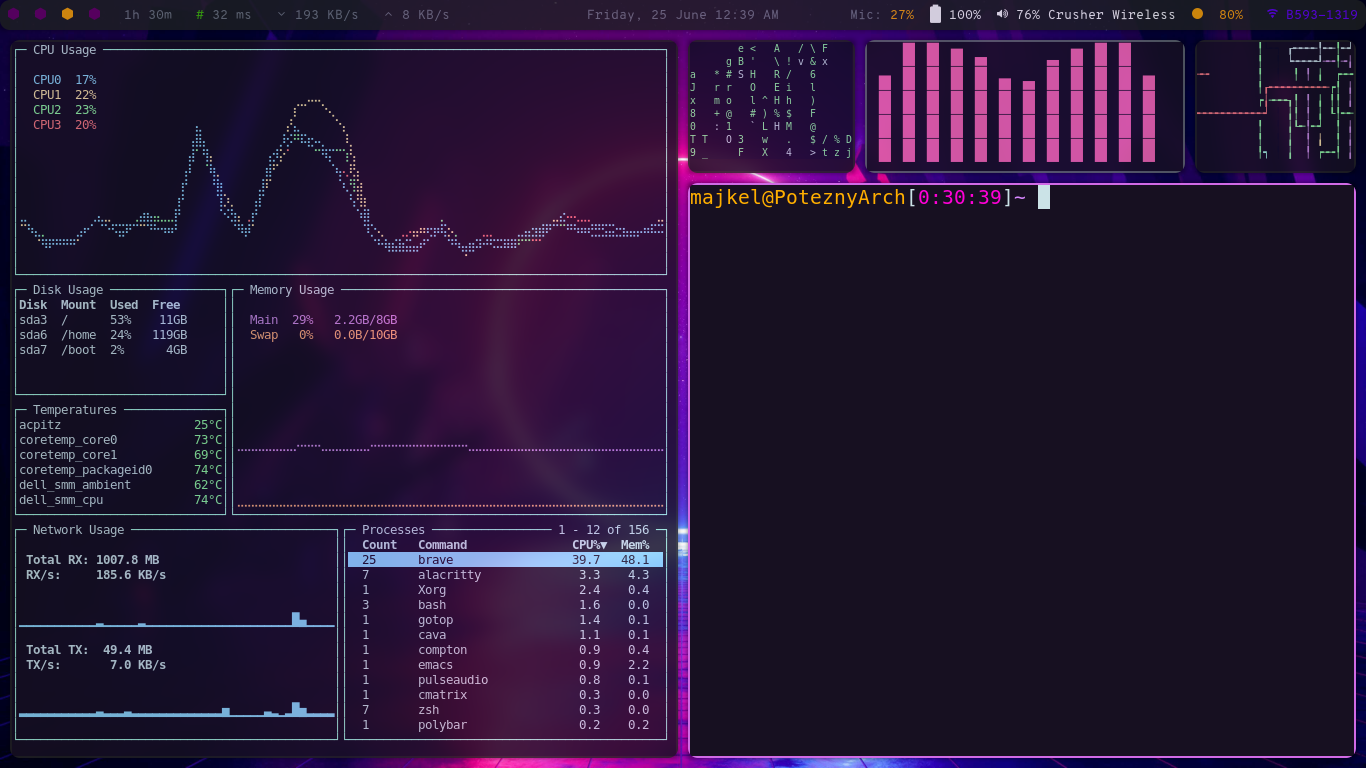 1h 30m # 32 ms 193 KB/s 8 KB/s Friday, 25 June 12:39 AM Mic: 27% 100% 76% Crusher Wireless 80% B593-1319
CPU Usage
CPU0 17%
CPU1 22%
CPU2 23%
CPU3 20%
Disk Usage
Disk Mount Used Free
sda3 / 53% 11GB
sda6 /home 24% 119GB
sda7 /boot 2% 4GB
Memory Usage
Main 29% 2.2GB/8GB
Swap 0% 0.0B/10GB
Temperatures
acpitz 25°C
coretemp_core0 73°C
coretemp_core1 69°C
coretemp_packageid0 74°C
dell_smm_ambient 62°C
dell_smm_cpu 74°C
Network Usage
Total RX: 1007.8 MB
RX/s: 185.6 KB/s
Total TX: 49.4 MB
TX/s: 7.0 KB/s
Processes 1 - 12 of 156
Count Command CPU%▼ Mem%
25 brave 39.7 48.1
7 alacritty 3.3 4.3
1 Xorg 2.4 0.4
3 bash 1.6 0.0
1 gotop 1.4 0.1
1 cava 1.1 0.1
1 compton 0.9 0.4
1 emacs 0.9 2.2
1 pulseaudio 0.8 0.1
1 cmatrix 0.3 0.0
7 zsh 0.3 0.0
1 polybar 0.2 0.2
e < A / \ F
g B ' \ ! v & x
a * # S H R / 6
J r r O E i l
x m o l ^ H h )
8 + @ # ) % $ F
0 : 1 ` L H M @
T T O 3 w . $ / % D
9 _ F X 4 > t z j
majkel@PoteznyArch[0:30:39]~